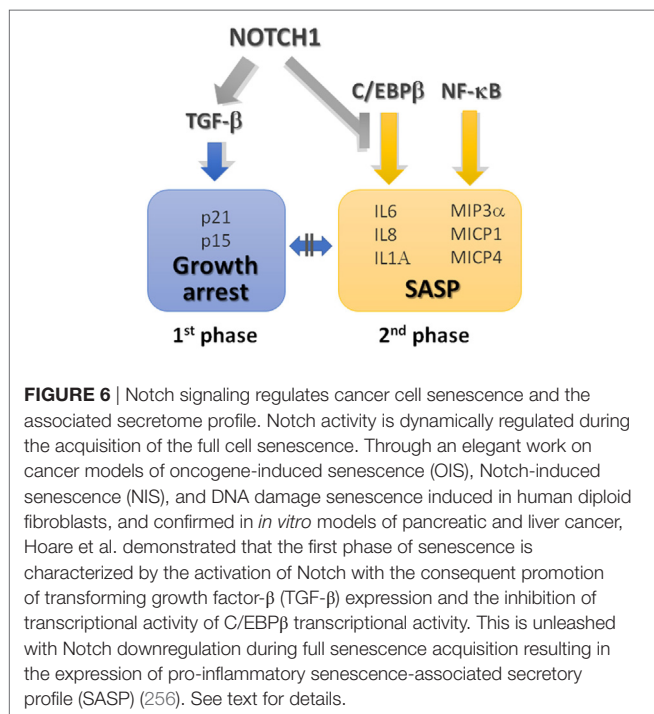 NOTCH1
C/EBPβ NF-κB
TGF-β
p21
p15
Growth
arrest
IL6 MIP3α
IL8 MICP1
IL1A MICP4
SASP
1st phase 2nd phase
FIGURE 6 | Notch signaling regulates cancer cell senescence and the
associated secretome profile. Notch activity is dynamically regulated during
the acquisition of the full cell senescence. Through an elegant work on
cancer models of oncogene-induced senescence (OIS), Notch-induced
senescence (NIS), and DNA damage senescence induced in human diploid
fibroblasts, and confirmed in in vitro models of pancreatic and liver cancer,
Hoare et al. demonstrated that the first phase of senescence is
characterized by the activation of Notch with the consequent promotion
of transforming growth factor-β (TGF-β) expression and the inhibition of
transcriptional activity of C/EBPβ transcriptional activity. This is unleashed
with Notch downregulation during full senescence acquisition resulting in
the expression of pro-inflammatory senescence-associated secretory
profile (SASP) (256). See text for details.